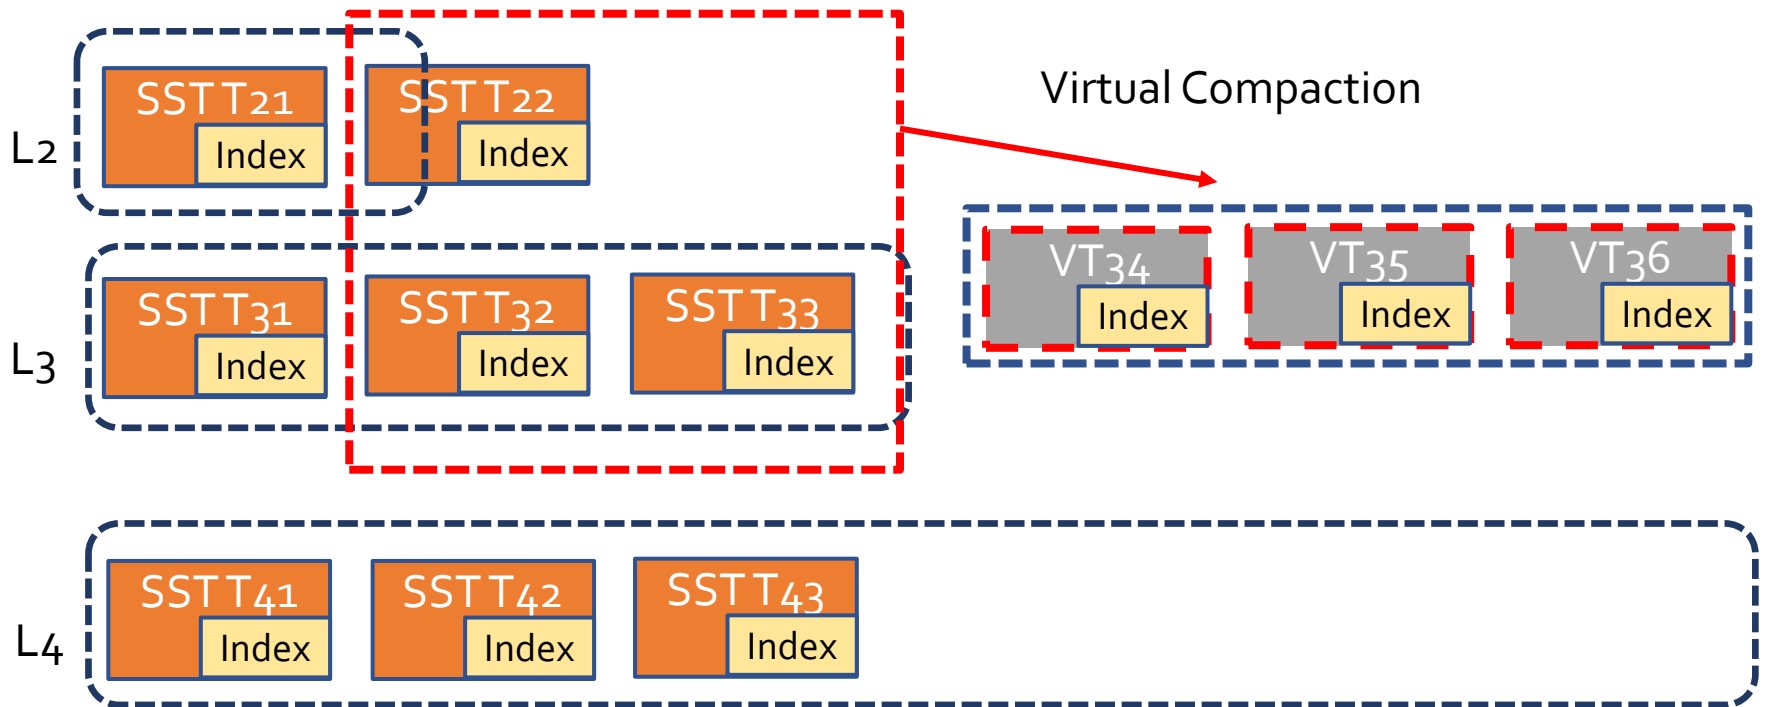 Virtual Compaction
L2
SST T21
Index
SST T22
Index
L3
SST T31
Index
SST T32
Index
SST T33
Index
VT34
Index
VT35
Index
VT36
Index
L4
SST T41
Index
SST T42
Index
SST T43
Index